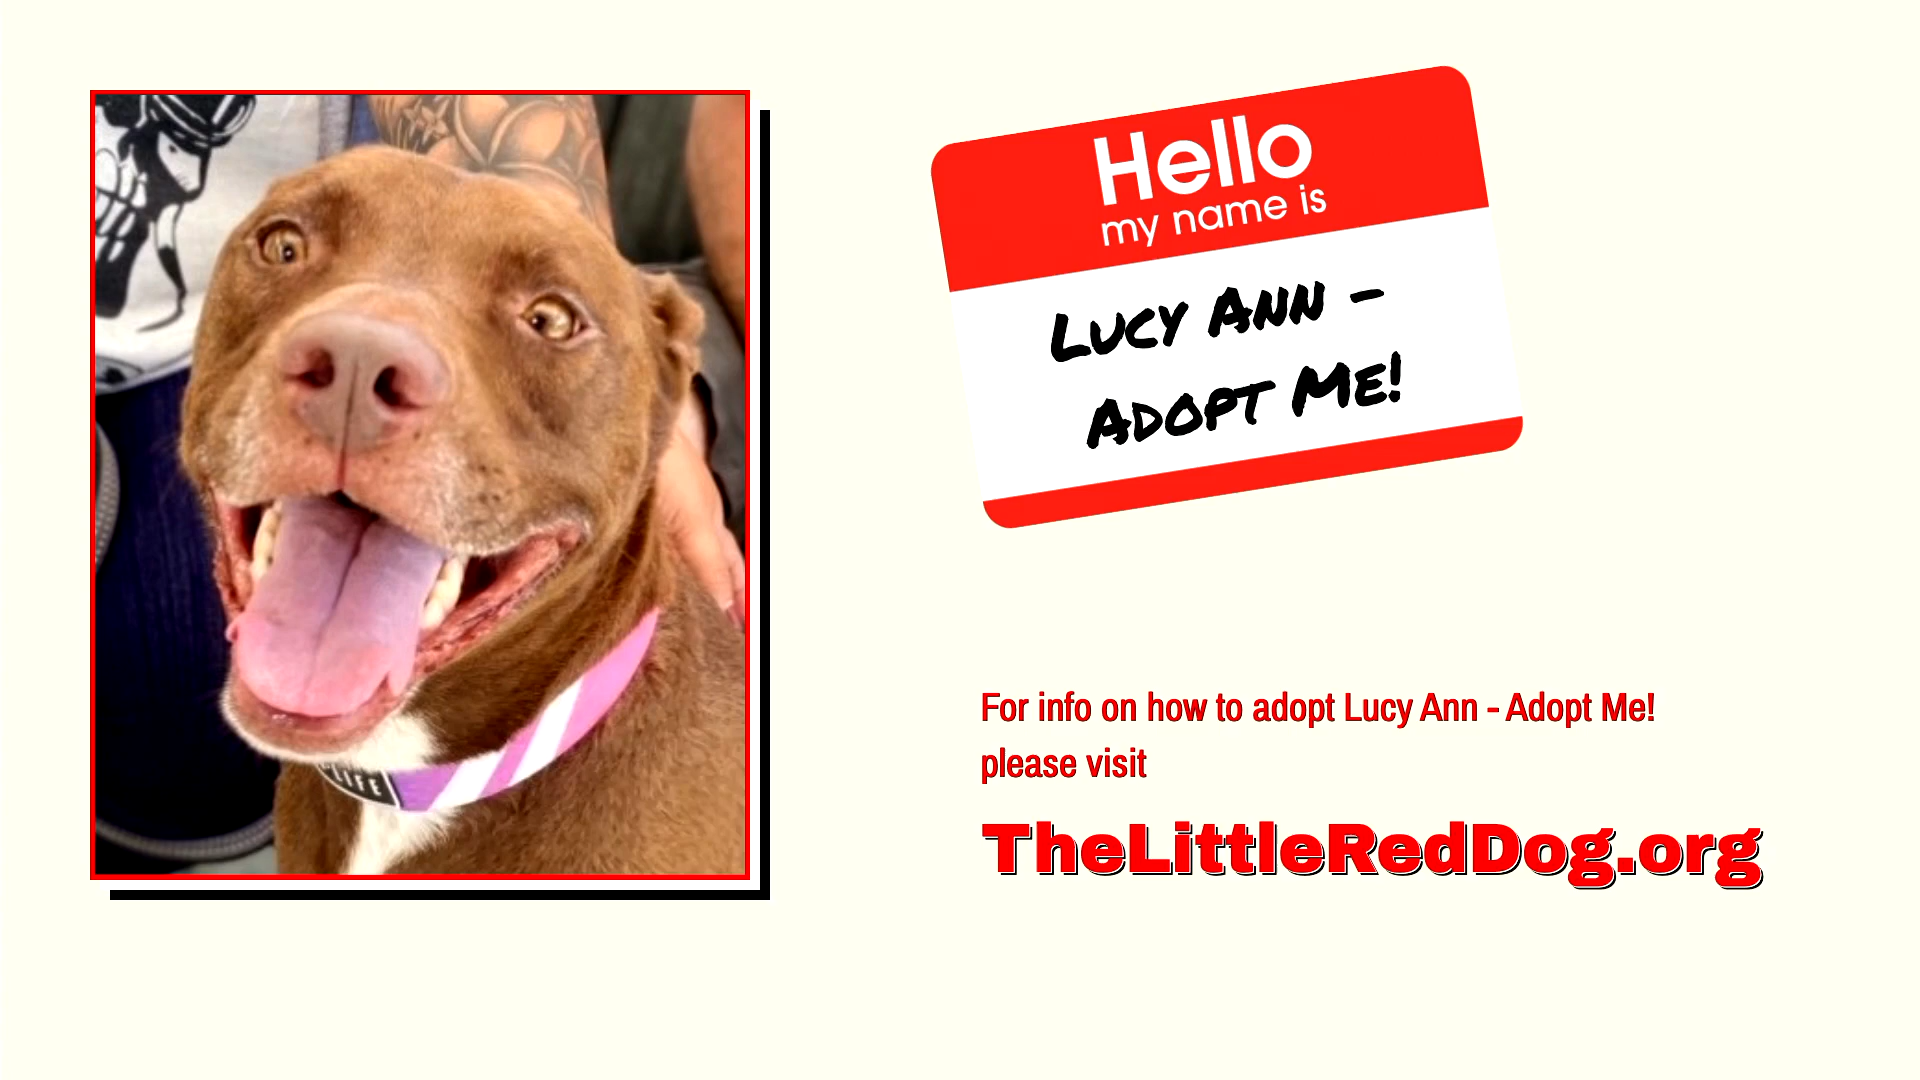 Hello
my name is
Lucy Ann -
Adopt Me!
For info on how to adopt Lucy Ann - Adopt Me!
please visit
TheLittleRedDog.org
LIFE